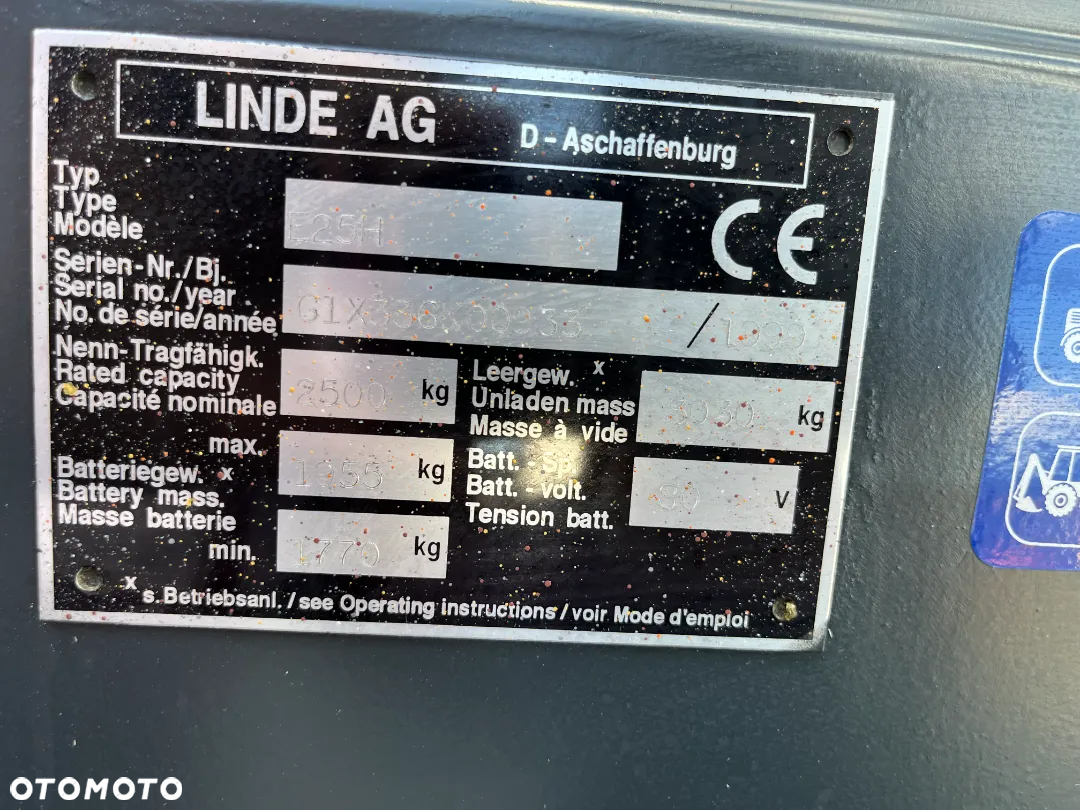 LINDE AG
D - Aschaffenburg
Typ
Type
Modèle
E25H
CE
Serien-Nr./Bj.
Serial no./year
No. de série/année
/
Nenn-Tragfähigk.
Rated capacity
Capacité nominale
2500 kg
Leergew. x
Unladen mass
Masse à vide
kg
max.
kg
Batteriegew. x
Battery mass.
Masse batterie
min.
1770 kg
Batt. - Sp.
Batt. - volt.
Tension batt.
80 V
x s. Betriebsanl. / see Operating instructions / voir Mode d'emploi
OTOMOTO